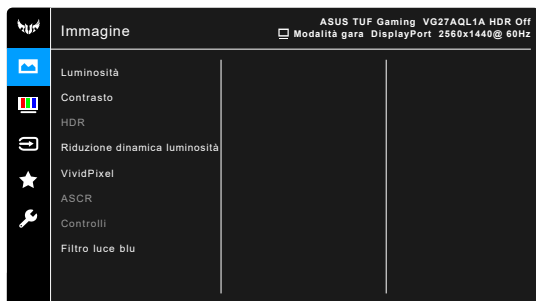 Immagine
ASUS TUF Gaming VG27AQL1A HDR Off
Modalità gara DisplayPort 2560x1440@ 60Hz
Luminosità
Contrasto
HDR
Riduzione dinamica luminosità
VividPixel
ASCR
Controlli
Filtro luce blu